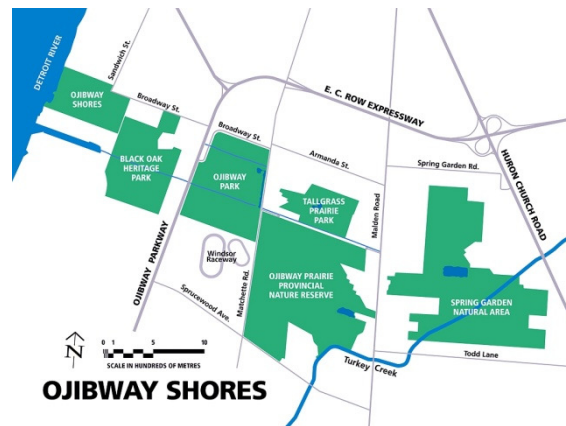 DETROIT RIVER
Sandwich St.
OJIBWAY
SHORES
Broadway St.
E. C. ROW EXPRESSWAY
Broadway St.
BLACK OAK
HERITAGE
PARK
OJIBWAY
PARK
Armanda St.
Spring Garden Rd.
HURON CHURCH ROAD
TALLGRASS
PRAIRIE
PARK
Malden Road
OJIBWAY PARKWAY
Windsor
Raceway
Matchette Rd.
OJIBWAY PRAIRIE
PROVINCIAL
NATURE RESERVE
SPRING GARDEN
NATURAL AREA
Sprucewood Ave.
Todd Lane
Turkey Creek
N
0 1 5 10
SCALE IN HUNDREDS OF METRES
OJIBWAY SHORES